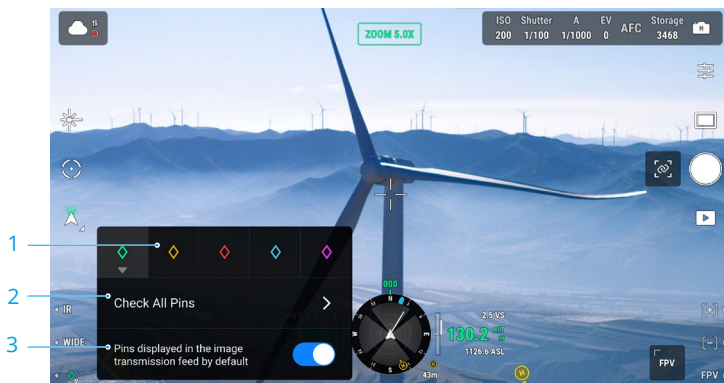 ZOOM 5.0X
ISO Shutter A EV Storage
200 1/100 1/1000 0 AFC 3468
M
1
2
3
Check All Pins
Pins displayed in the image
transmission feed by default
IR
WIDE
000
N
E
S
W
2.5 VS
130.2 ALT
m
1126.6 ASL
43m
H
FPV
FPV